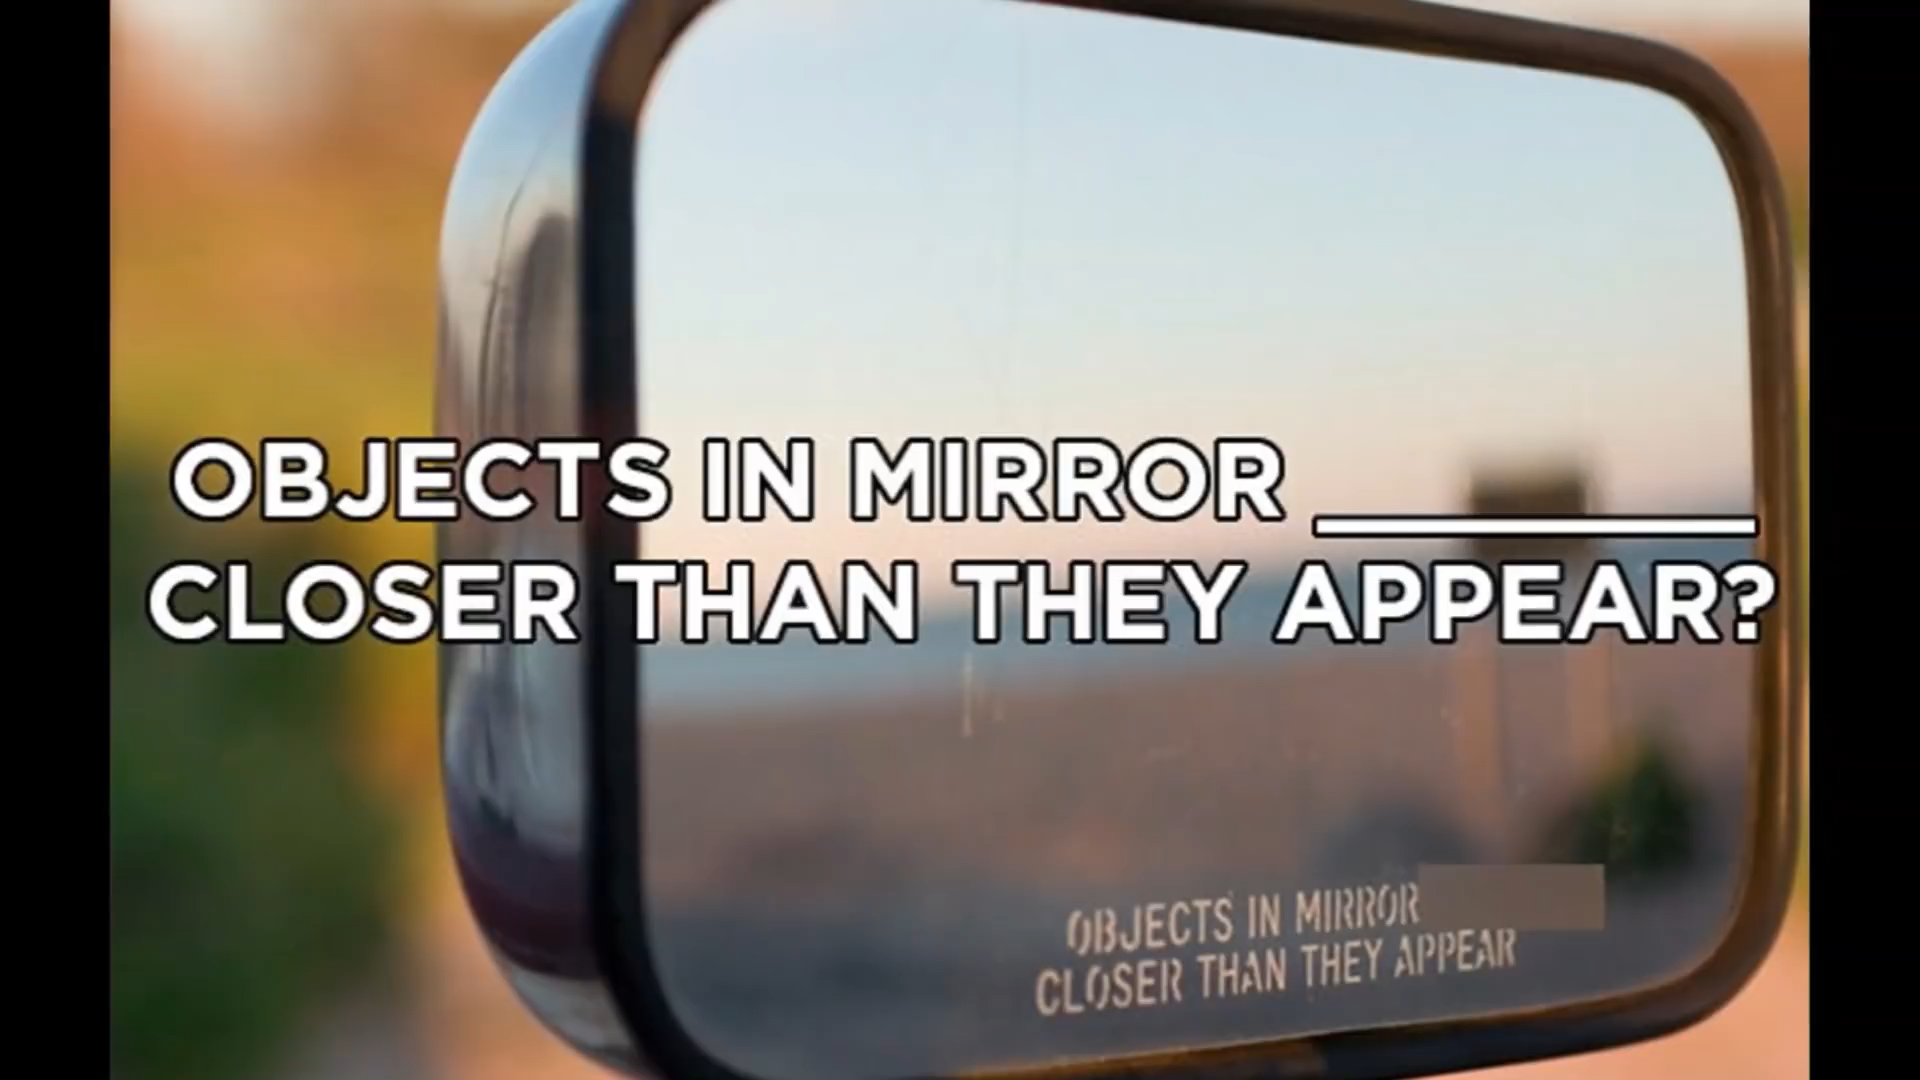 OBJECTS IN MIRROR ________
CLOSER THAN THEY APPEAR?
OBJECTS IN MIRROR
CLOSER THAN THEY APPEAR